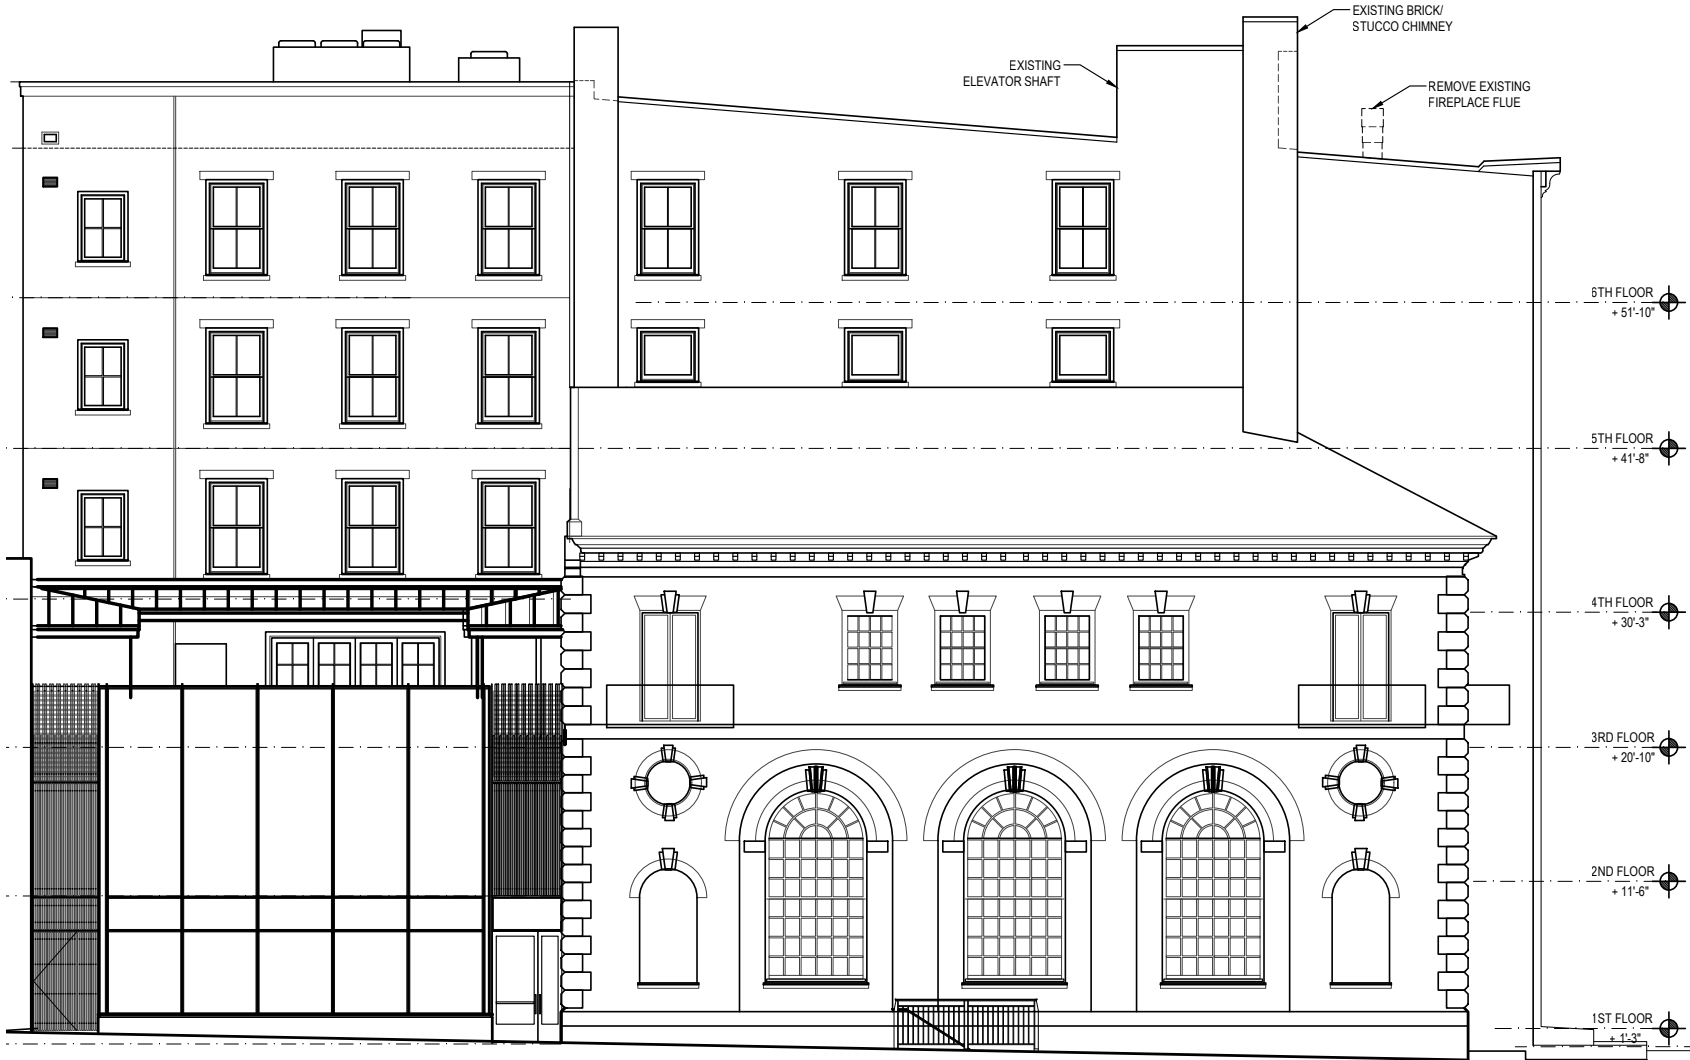 EXISTING BRICK/
STUCCO CHIMNEY
EXISTING
ELEVATOR SHAFT
REMOVE EXISTING
FIREPLACE FLUE
6TH FLOOR
+ 51'-10"
5TH FLOOR
+ 41'-8"
4TH FLOOR
+ 30'-3"
3RD FLOOR
+ 20'-10"
2ND FLOOR
+ 11'-6"
1ST FLOOR
+ 1'-3"